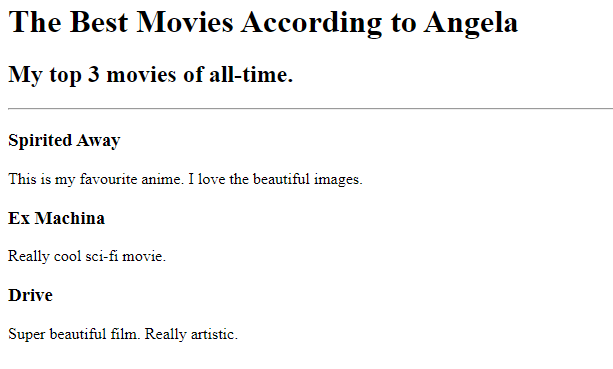 The Best Movies According to Angela
My top 3 movies of all-time.
Spirited Away
This is my favourite anime. I love the beautiful images.
Ex Machina
Really cool sci-fi movie.
Drive
Super beautiful film. Really artistic.